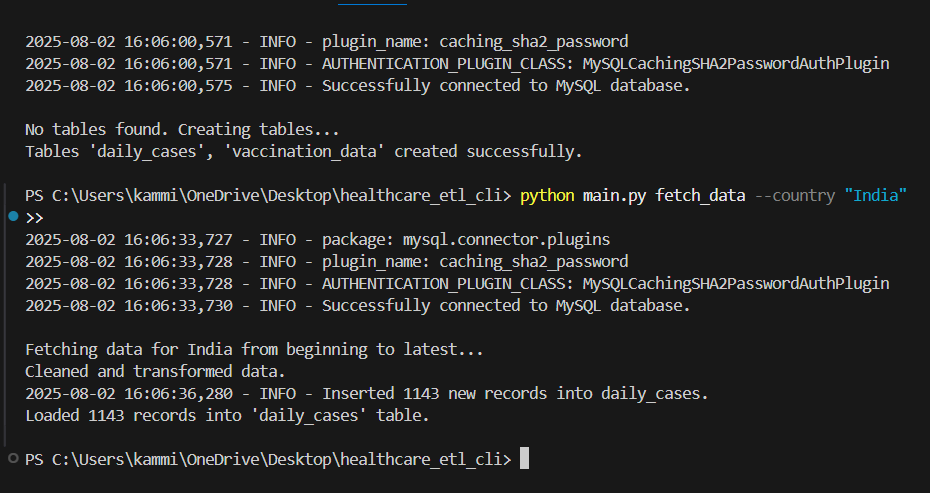 2025-08-02 16:06:00,571 - INFO - plugin_name: caching_sha2_password
2025-08-02 16:06:00,571 - INFO - AUTHENTICATION_PLUGIN_CLASS: MySQLCachingSHA2PasswordAuthPlugin
2025-08-02 16:06:00,575 - INFO - Successfully connected to MySQL database.
No tables found. Creating tables...
Tables 'daily_cases', 'vaccination_data' created successfully.
PS C:\Users\kammi\OneDrive\Desktop\healthcare_etl_cli> python main.py fetch_data --country "India"
>>
2025-08-02 16:06:33,727 - INFO - package: mysql.connector.plugins
2025-08-02 16:06:33,728 - INFO - plugin_name: caching_sha2_password
2025-08-02 16:06:33,728 - INFO - AUTHENTICATION_PLUGIN_CLASS: MySQLCachingSHA2PasswordAuthPlugin
2025-08-02 16:06:33,730 - INFO - Successfully connected to MySQL database.
Fetching data for India from beginning to latest...
Cleaned and transformed data.
2025-08-02 16:06:36,280 - INFO - Inserted 1143 new records into daily_cases.
Loaded 1143 records into 'daily_cases' table.
PS C:\Users\kammi\OneDrive\Desktop\healthcare_etl_cli>